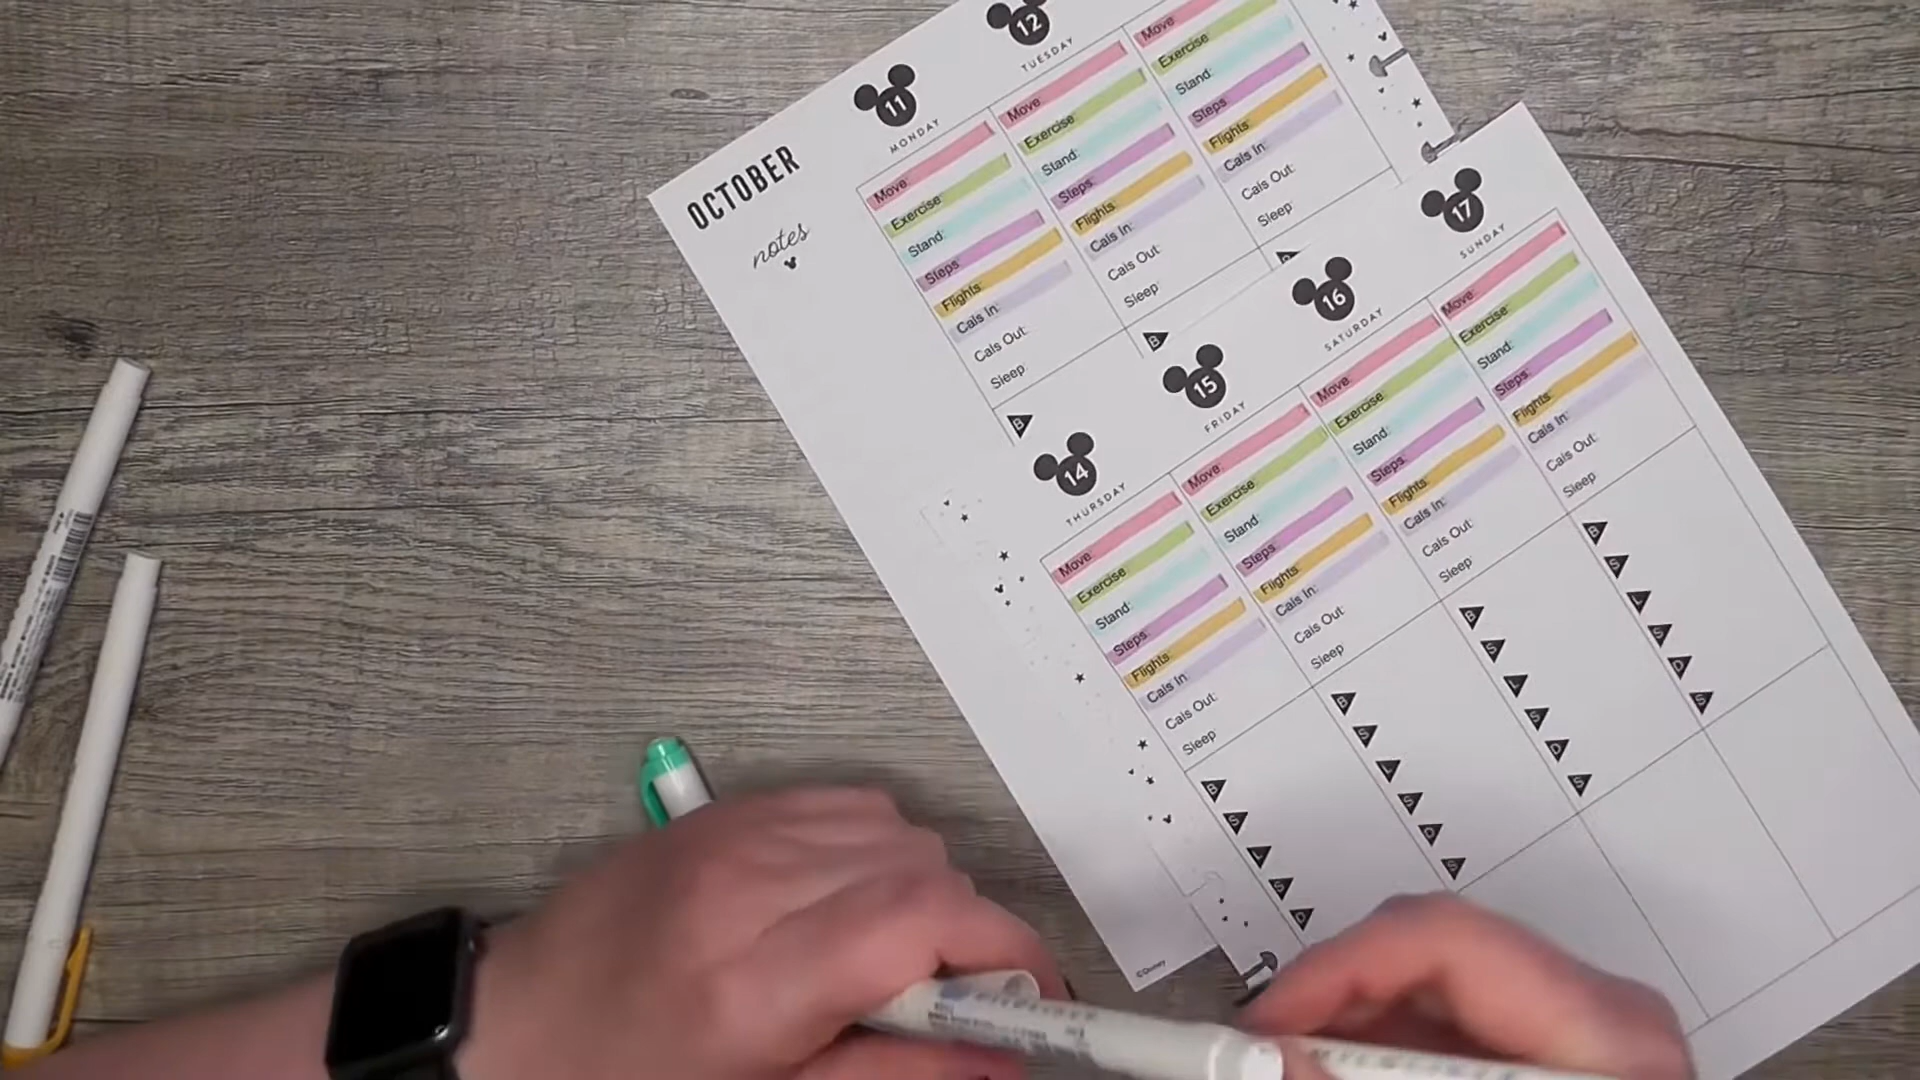 OCTOBER
notes
11
MONDAY
Move:
Exercise:
Stand:
Steps:
Flights:
Cals In:
Cals Out:
Sleep:
B
12
TUESDAY
Move
Exercise:
Stand:
Steps:
Flights:
Cals In:
Cals Out:
Sleep:
B
Move
Exercise:
Stand:
Steps
Flights:
Cals In:
Cals Out:
Sleep:
14
THURSDAY
Move:
Exercise
Stand:
Steps:
Flights
Cals In:
Cals Out:
Sleep
B
S
L
S
D
15
FRIDAY
Move:
Exercise:
Stand:
Steps:
Flights:
Cals In:
Cals Out:
Sleep
B
S
L
S
D
S
16
SATURDAY
Move:
Exercise:
Stand:
Steps:
Flights:
Cals In:
Cals Out:
Sleep:
B
S
L
S
D
S
17
SUNDAY
Move:
Exercise:
Stand:
Steps:
Flights:
Cals In:
Cals Out:
Sleep
B
S
L
S
D
S
©Disney